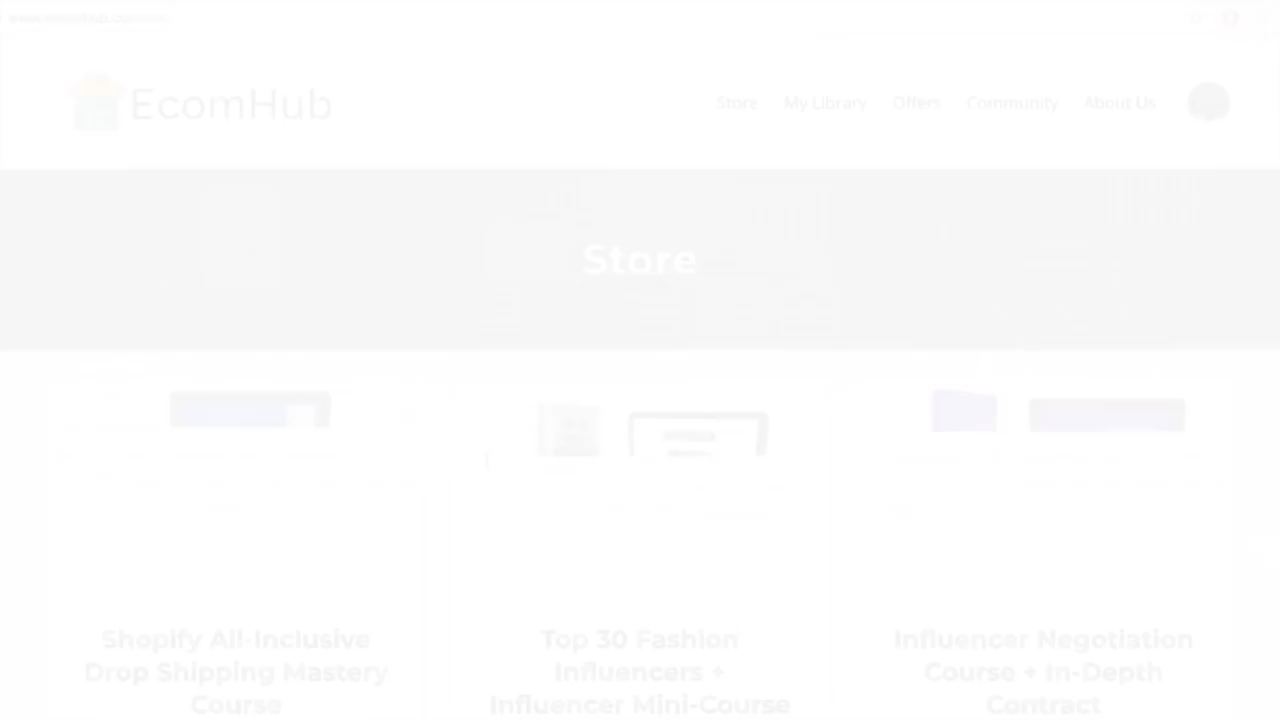 EcomHub
Store My Library Offers Community About Us
Store
Shopify All-Inclusive
Drop Shipping Mastery
Course
Top 30 Fashion
Influencers +
Influencer Mini-Course
Influencer Negotiation
Course + In-Depth
Contract